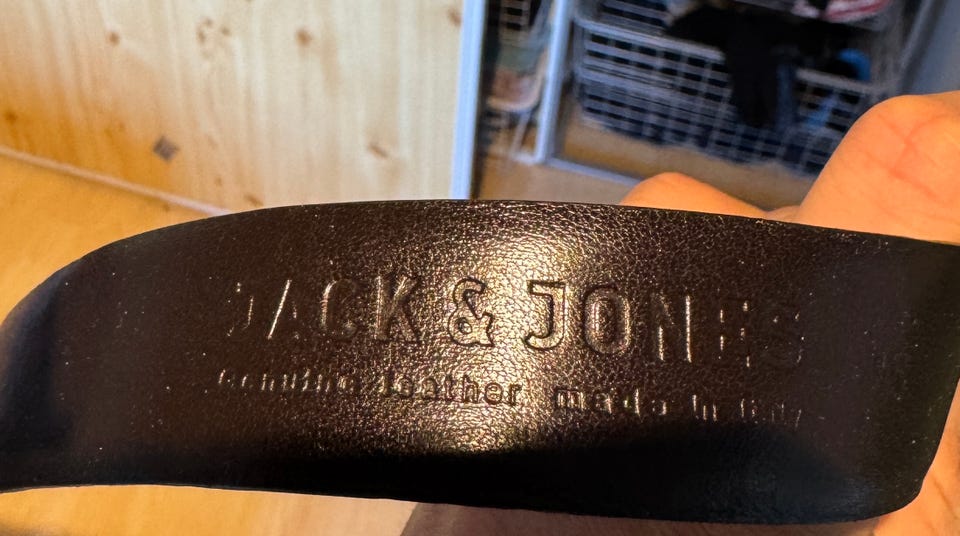 JACK & JONES
Genuine leather made in Italy